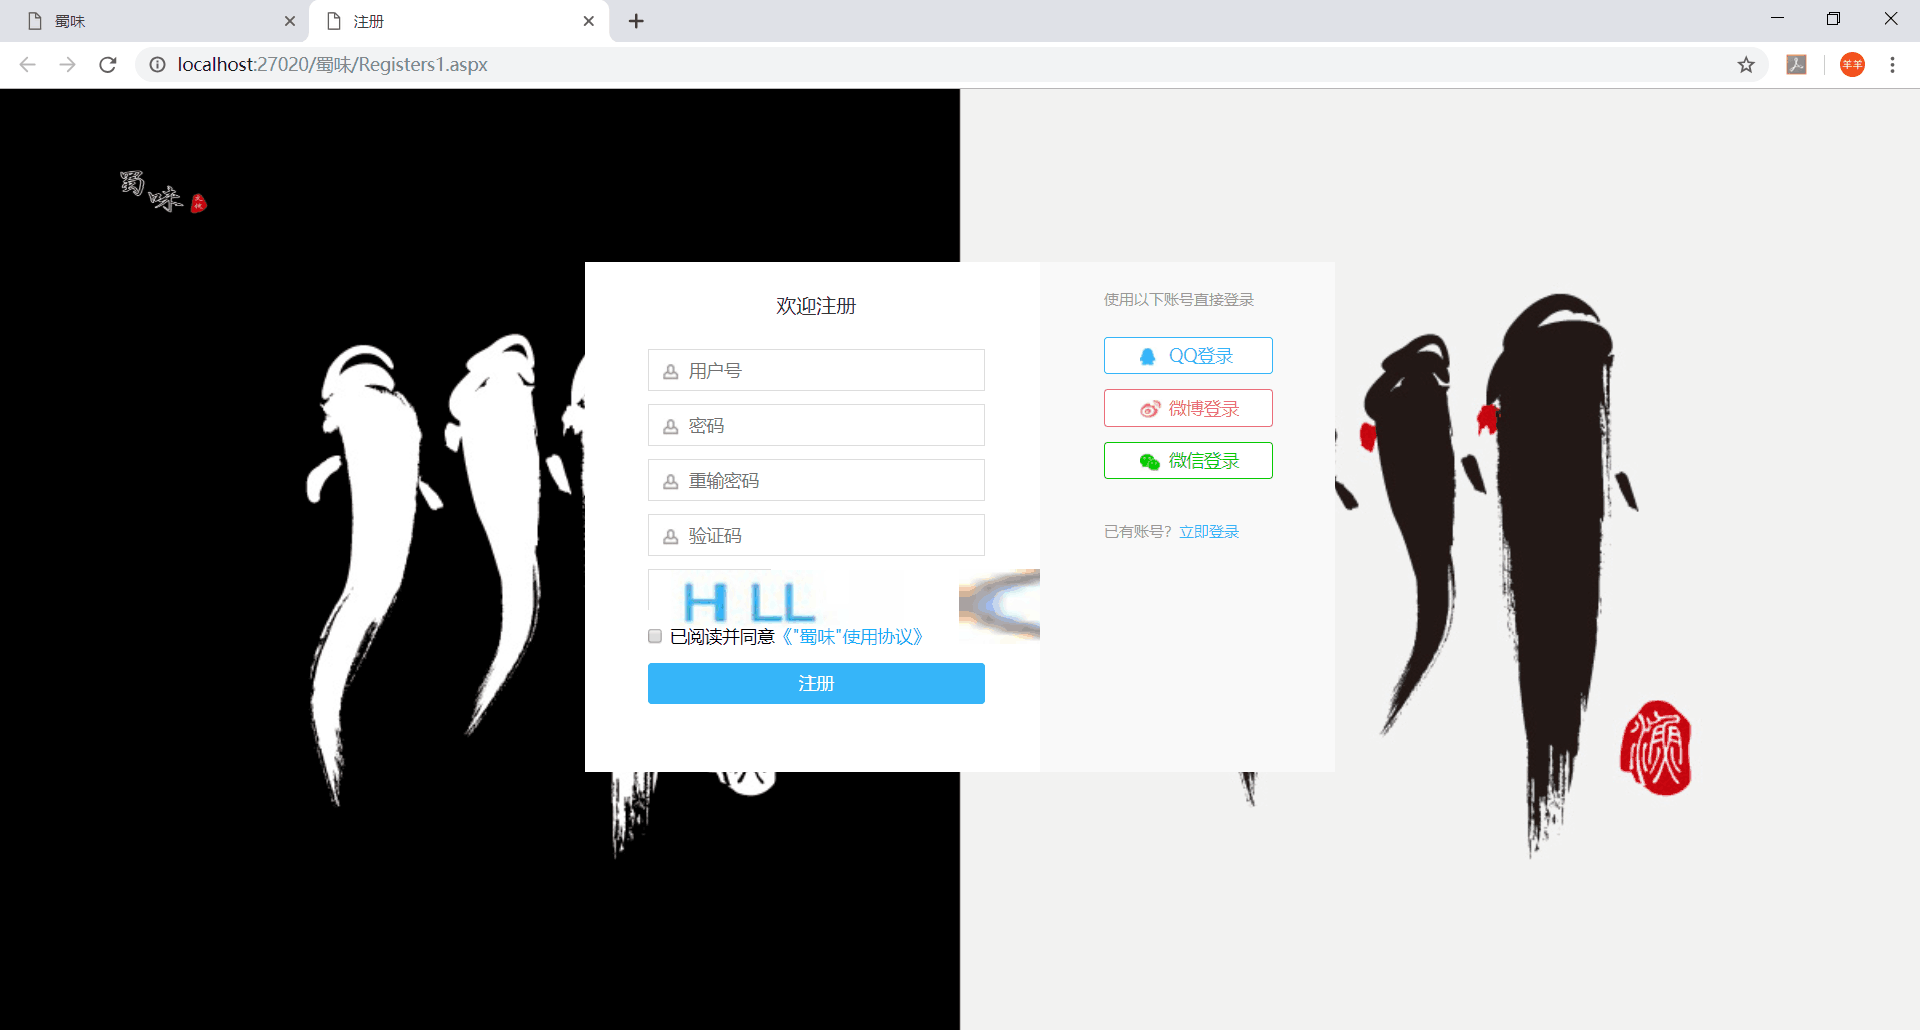 蜀味
注册
localhost:27020/蜀味/Registers1.aspx
羊羊
蜀味
欢迎注册
用户号
密码
重输密码
验证码
H LL
已阅读并同意《"蜀味"使用协议》
注册
使用以下账号直接登录
QQ登录
微博登录
微信登录
已有账号? 立即登录